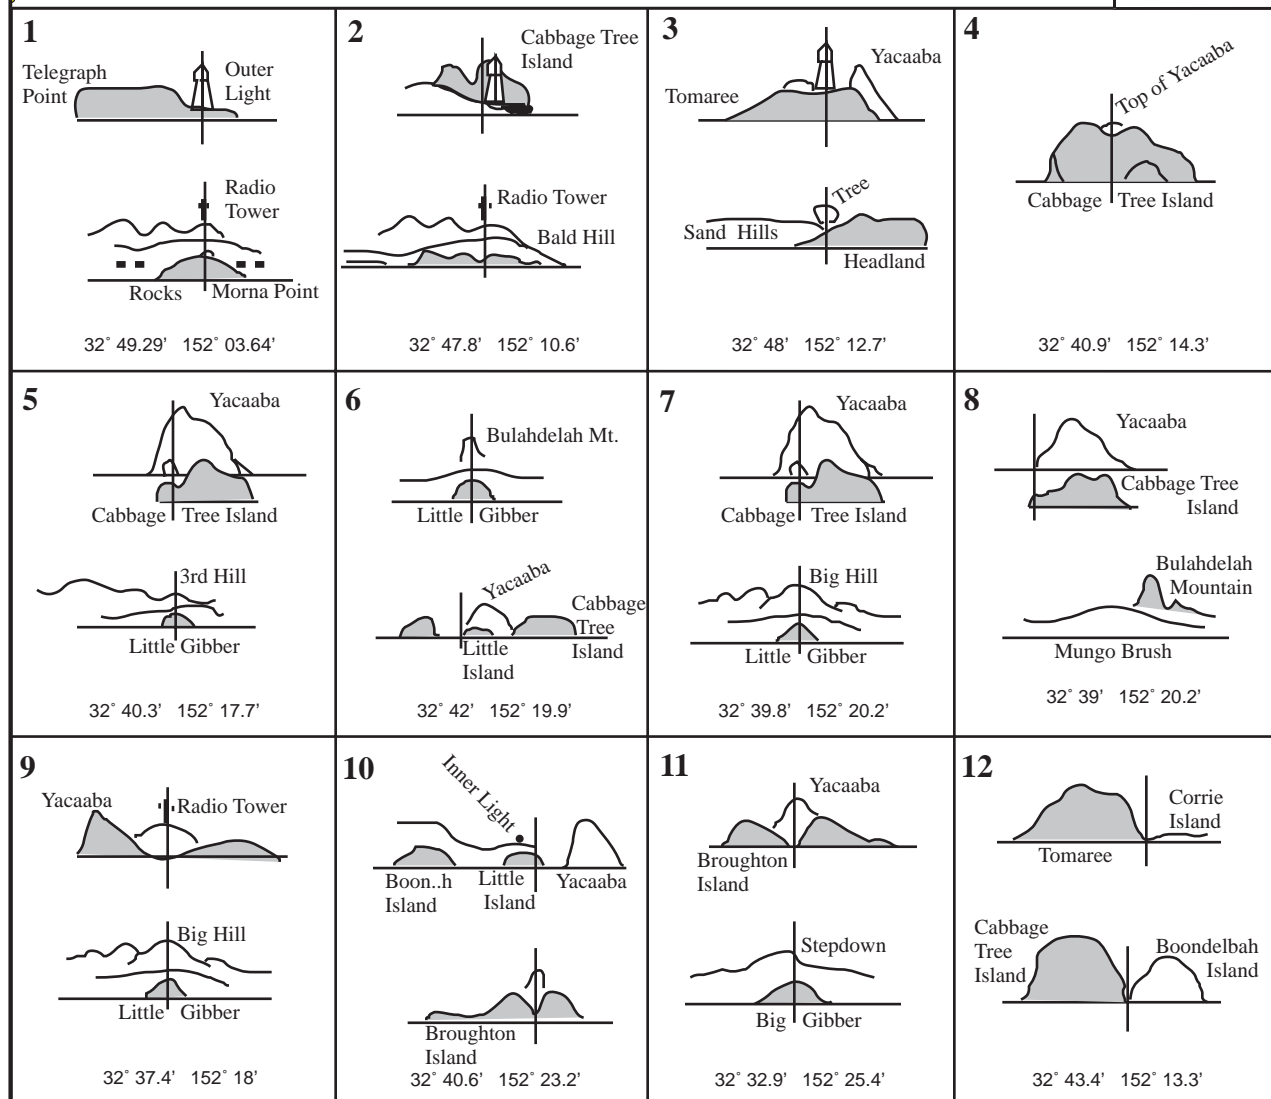 1
Telegraph
Point
Outer
Light
Radio
Tower
Rocks
Morna Point
32° 49.29’ 152° 03.64’
2
Cabbage Tree
Island
Radio Tower
Bald Hill
32° 47.8’ 152° 10.6’
3
Yacaaba
Tomaree
Tree
Sand Hills
Headland
32° 48’ 152° 12.7’
4
Top of Yacaaba
Cabbage Tree Island
32° 40.9’ 152° 14.3’
5
Yacaaba
Cabbage Tree Island
3rd Hill
Little Gibber
32° 40.3’ 152° 17.7’
6
Bulahdelah Mt.
Little Gibber
Yacaaba
Cabbage
Tree
Island
Little
Island
32° 42’ 152° 19.9’
7
Yacaaba
Cabbage Tree Island
Big Hill
Little Gibber
32° 39.8’ 152° 20.2’
8
Yacaaba
Cabbage Tree
Island
Bulahdelah
Mountain
Mungo Brush
32° 39’ 152° 20.2’
9
Yacaaba
Radio Tower
Big Hill
Little Gibber
32° 37.4’ 152° 18’
10
Inner Light
Boon..h
Island
Little
Island
Yacaaba
Broughton
Island
32° 40.6’ 152° 23.2’
11
Yacaaba
Broughton
Island
Stepdown
Big Gibber
32° 32.9’ 152° 25.4’
12
Corrie
Island
Tomaree
Cabbage
Tree
Island
Boondelbah
Island
32° 43.4’ 152° 13.3’